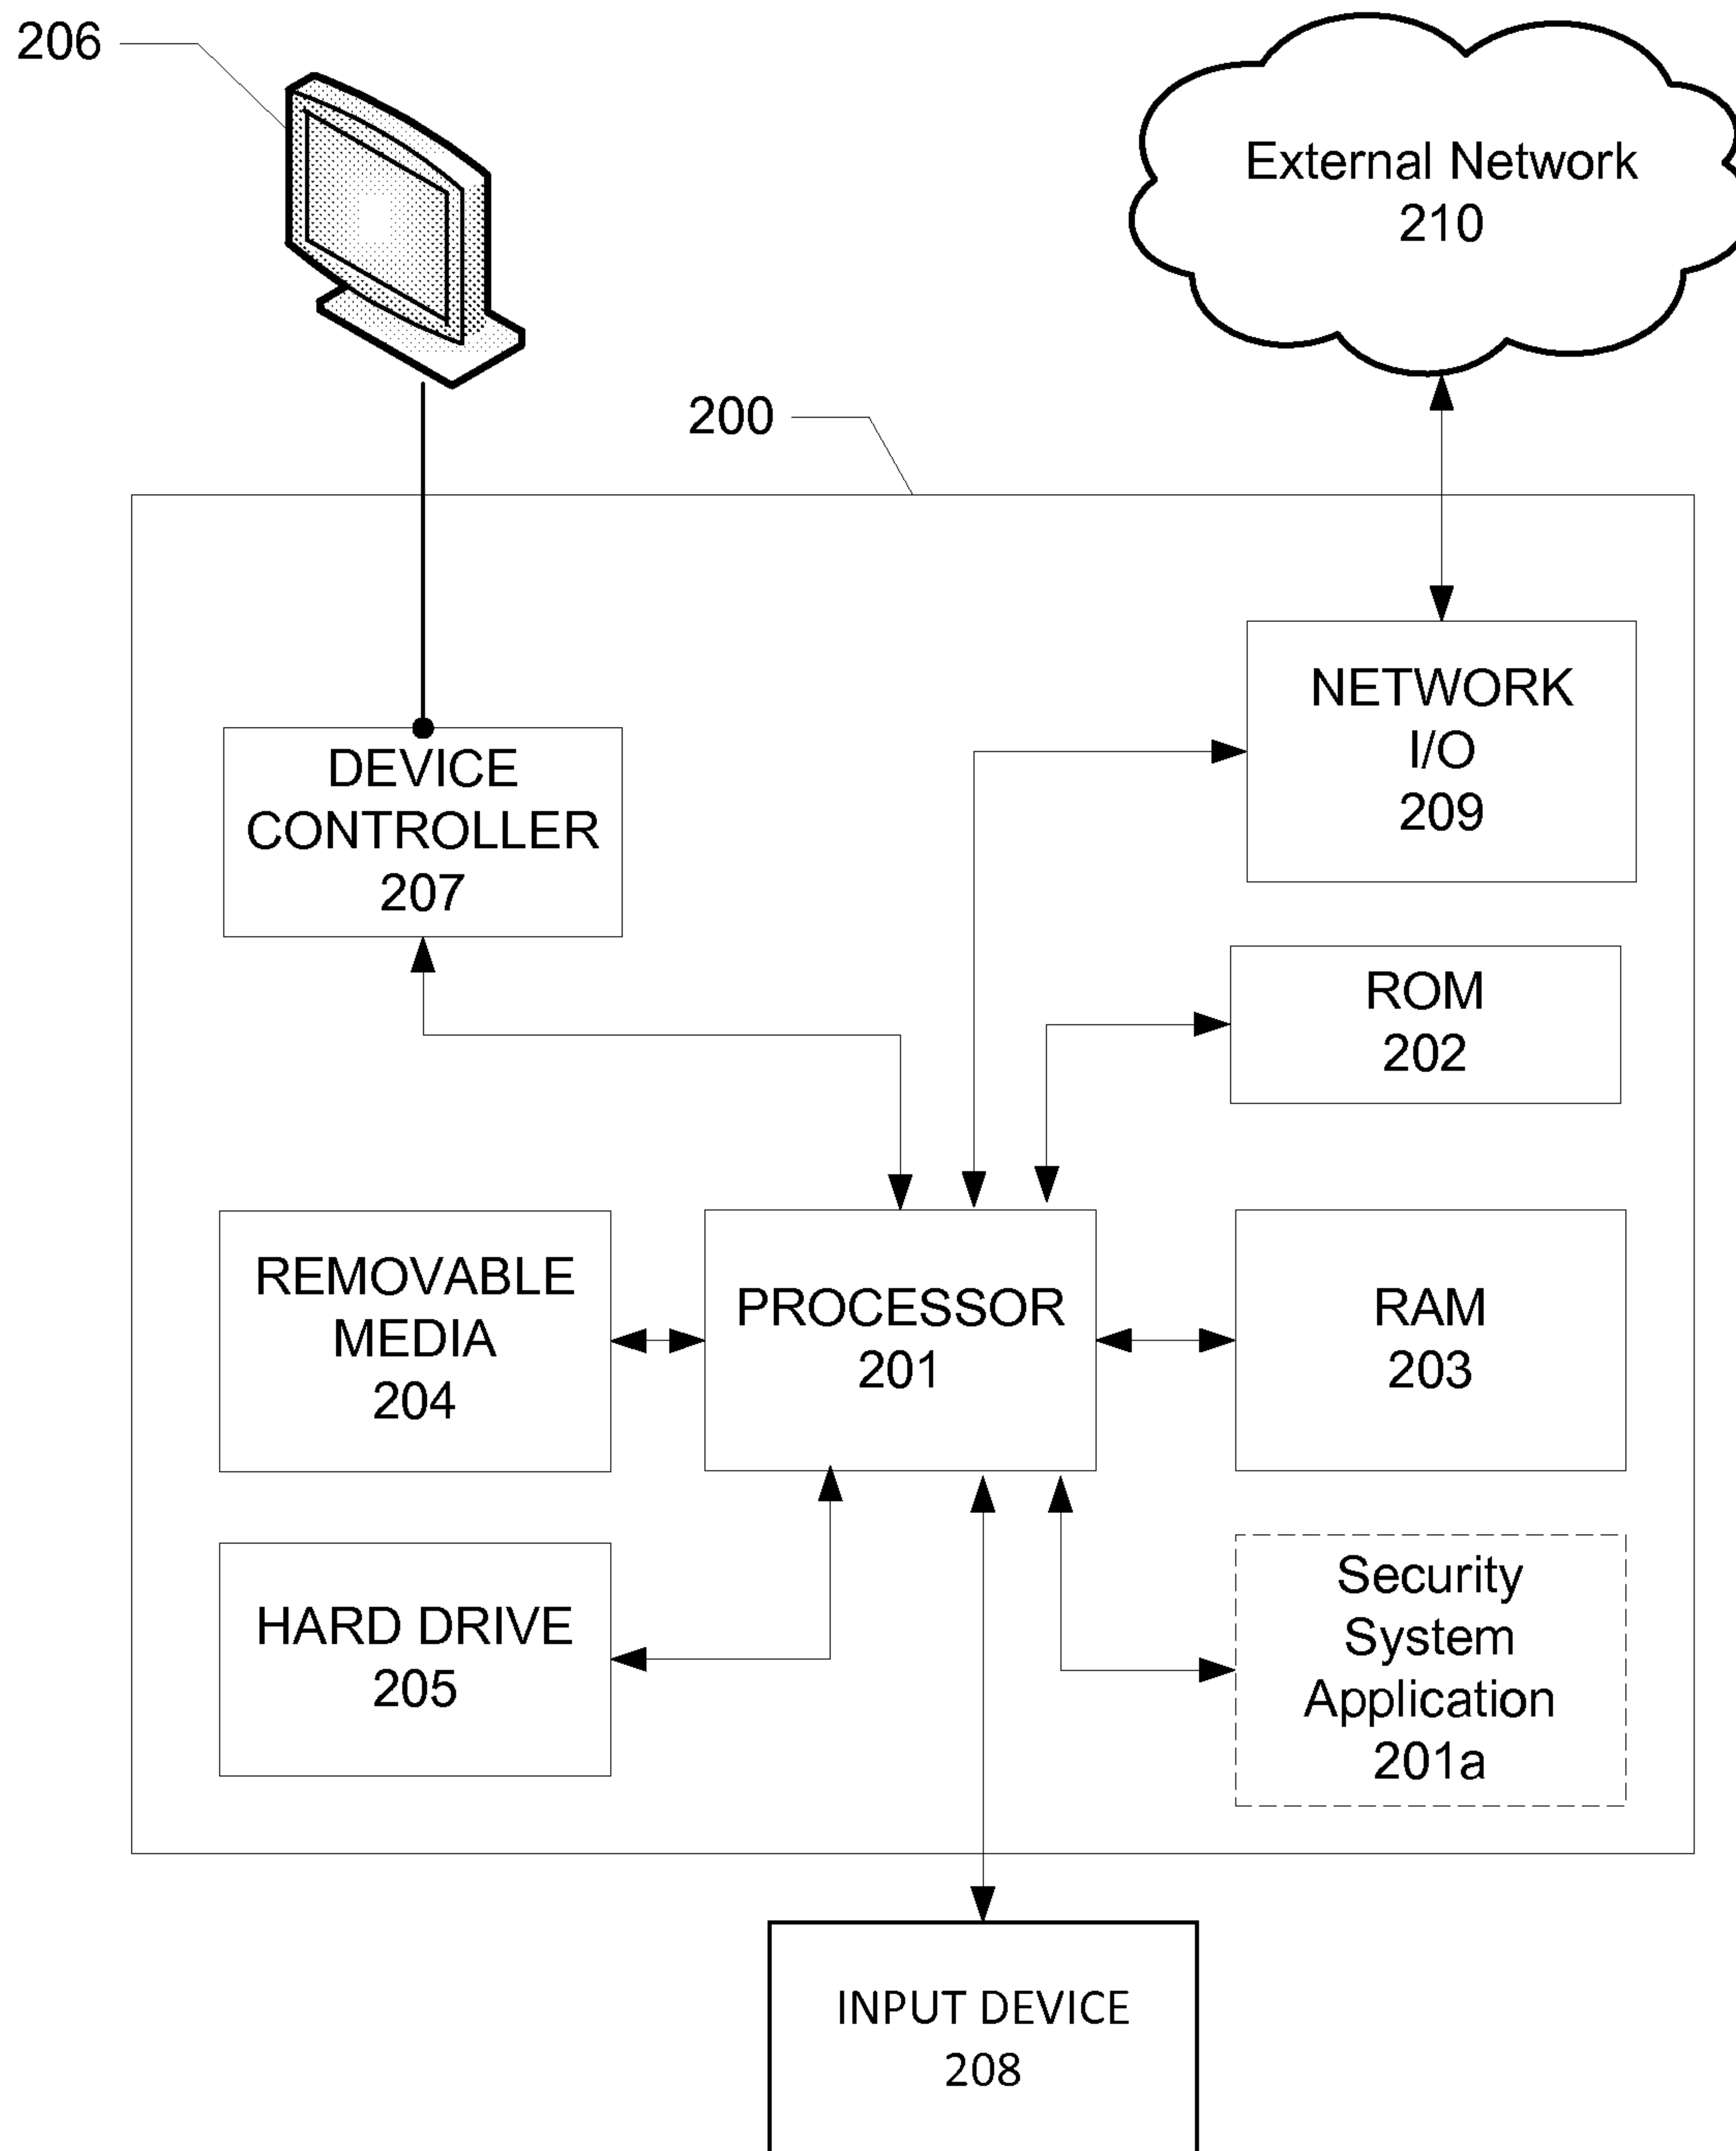 206
External Network
210
200
NETWORK
I/O
209
DEVICE
CONTROLLER
207
ROM
202
REMOVABLE
MEDIA
204
PROCESSOR
201
RAM
203
HARD DRIVE
205
Security
System
Application
201a
INPUT DEVICE
208